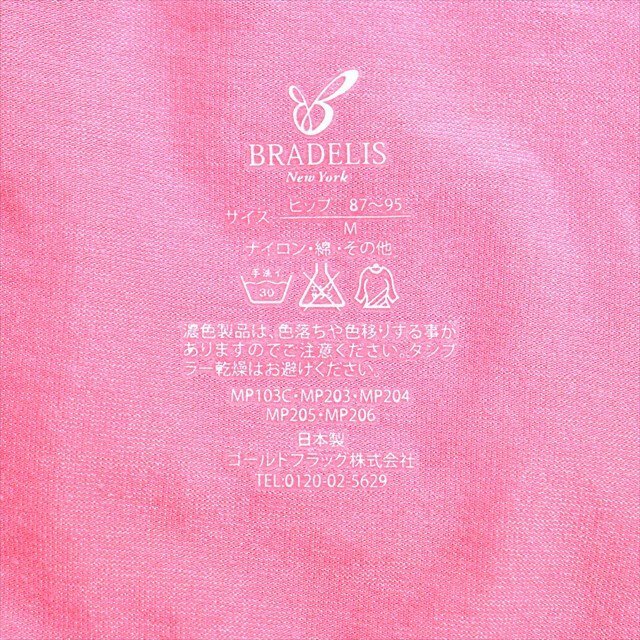 BRADELIS
New York
サイズ ヒップ 87〜95
M
ナイロン・綿・その他
手洗イ
30
濃色製品は、色落ちや色移りする事が
ありますのでご注意ください。タンブ
ラー乾燥はお避けください。
MP103C・MP203・MP204
MP205・MP206
日本製
ゴールドフラッグ株式会社
TEL:0120-02-5629